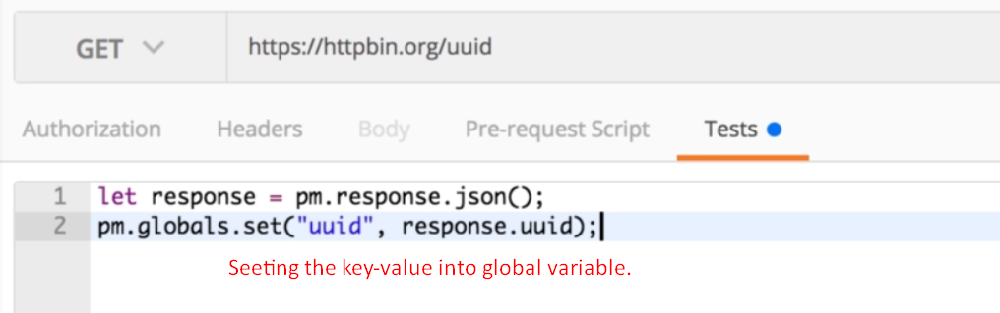 GET https://httpbin.org/uuid
Authorization Headers Body Pre-request Script Tests
1 let response = pm.response.json();
2 pm.globals.set("uuid", response.uuid);
Seeting the key-value into global variable.